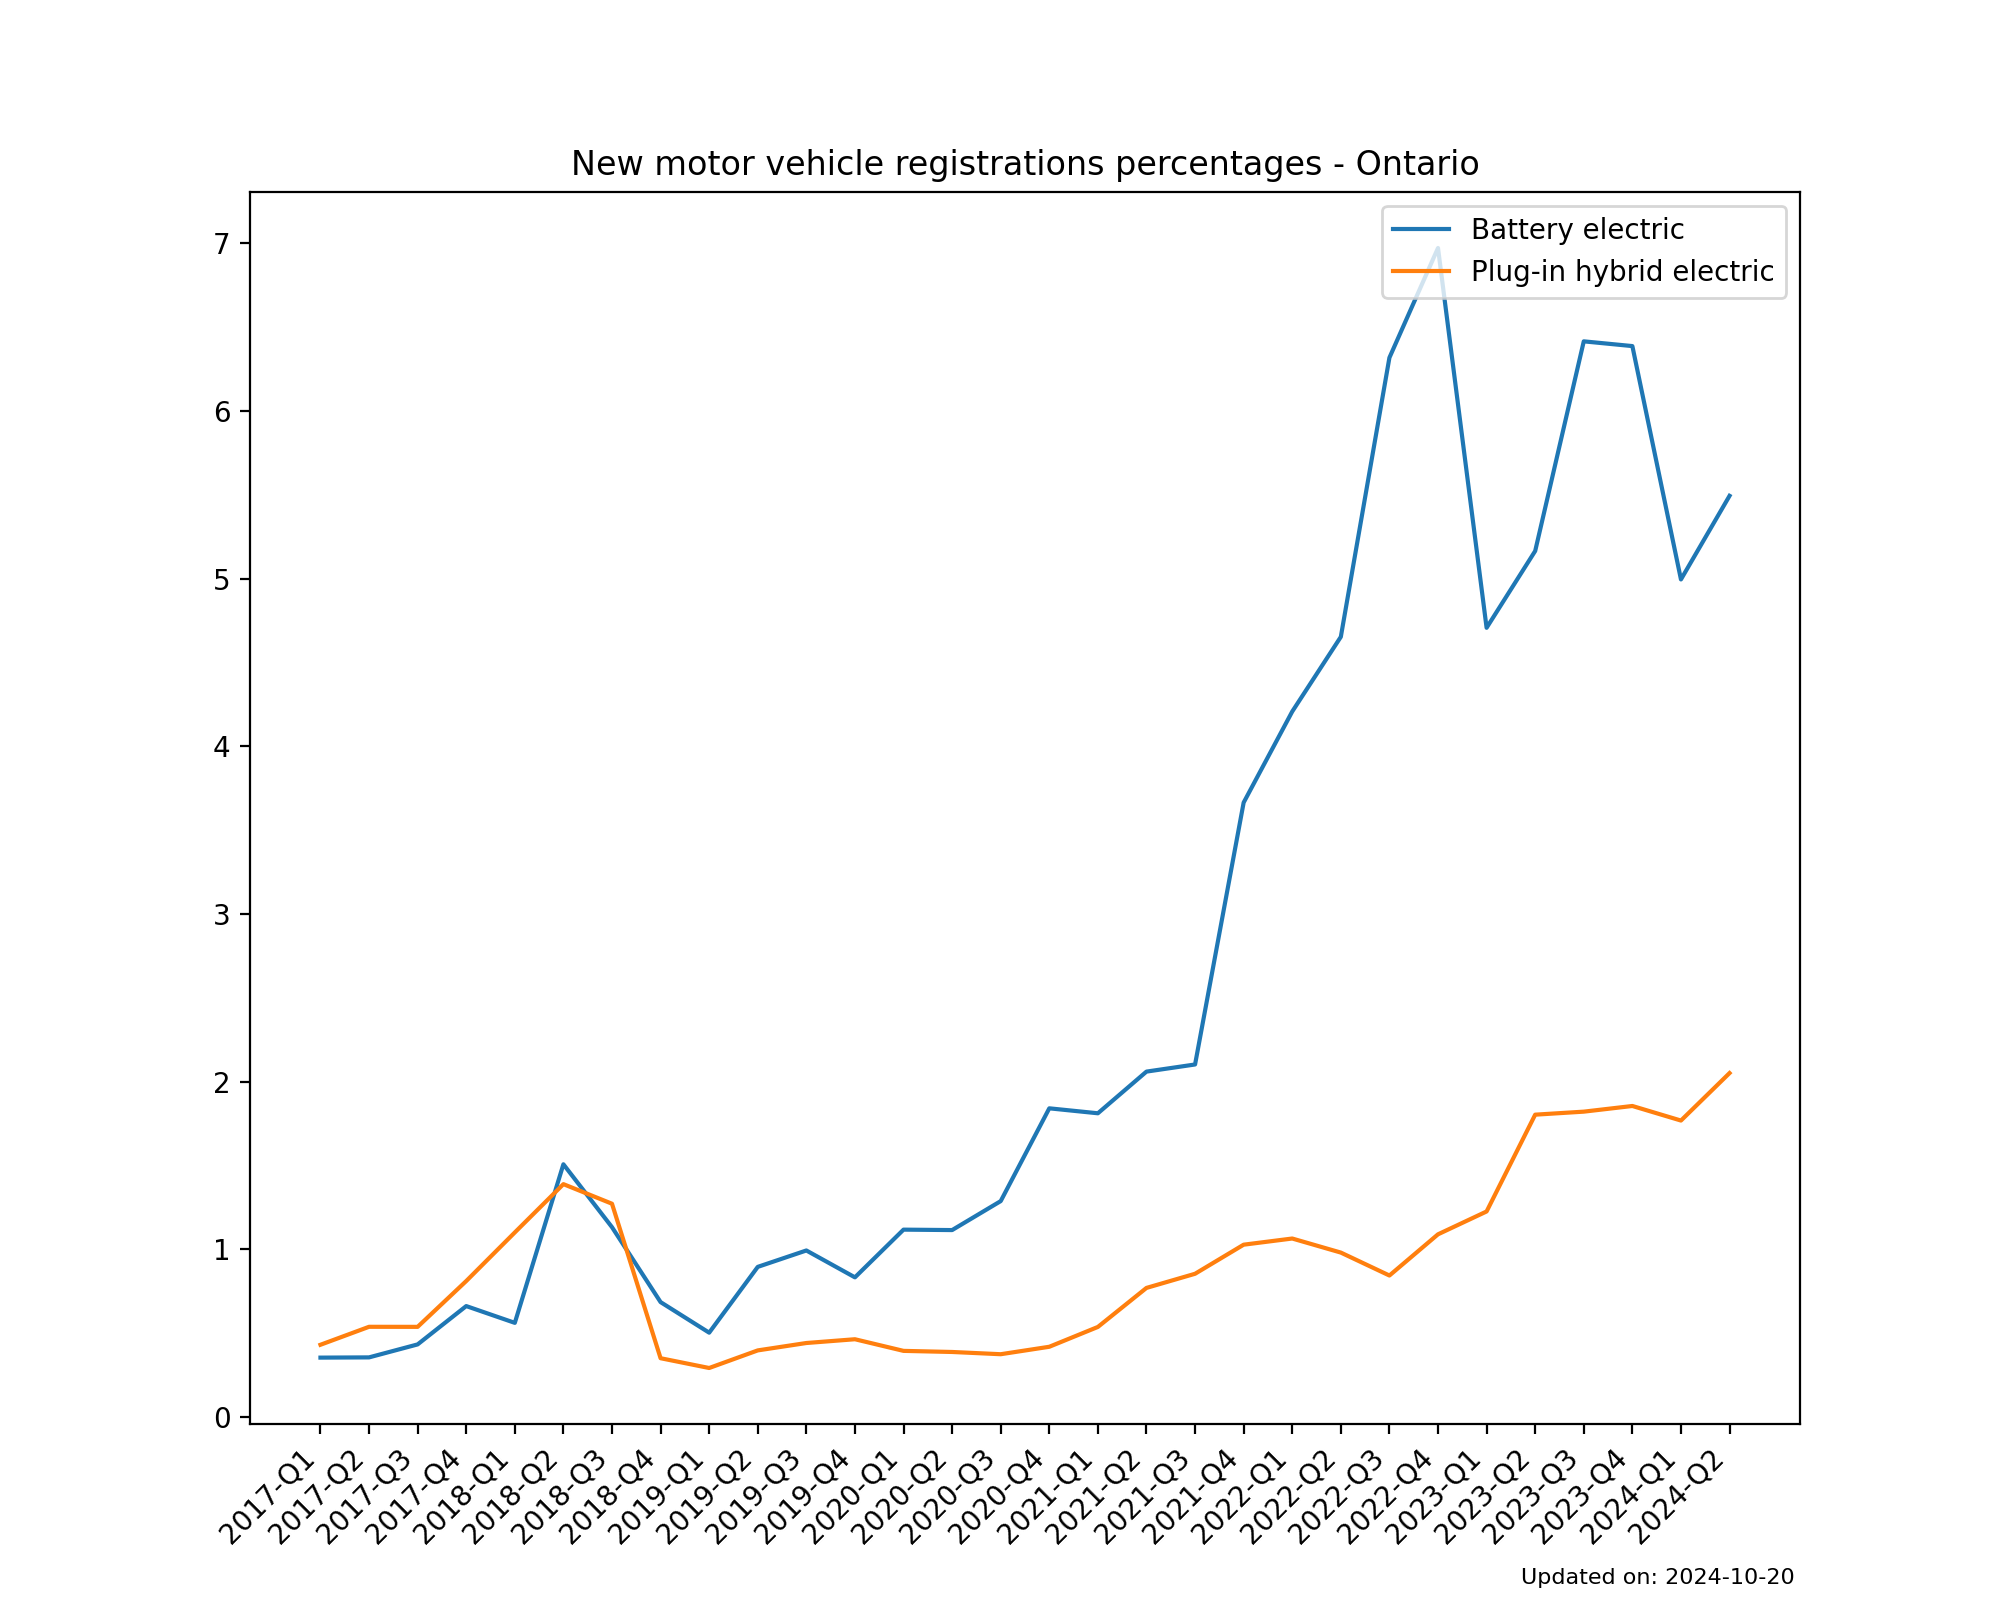 New motor vehicle registrations percentages - Ontario
Battery electric
Plug-in hybrid electric
7
6
5
4
3
2
1
0
2017-Q1
2017-Q2
2017-Q3
2017-Q4
2018-Q1
2018-Q2
2018-Q3
2018-Q4
2019-Q1
2019-Q2
2019-Q3
2019-Q4
2020-Q1
2020-Q2
2020-Q3
2020-Q4
2021-Q1
2021-Q2
2021-Q3
2021-Q4
2022-Q1
2022-Q2
2022-Q3
2022-Q4
2023-Q1
2023-Q2
2023-Q3
2023-Q4
2024-Q1
2024-Q2
Updated on: 2024-10-20